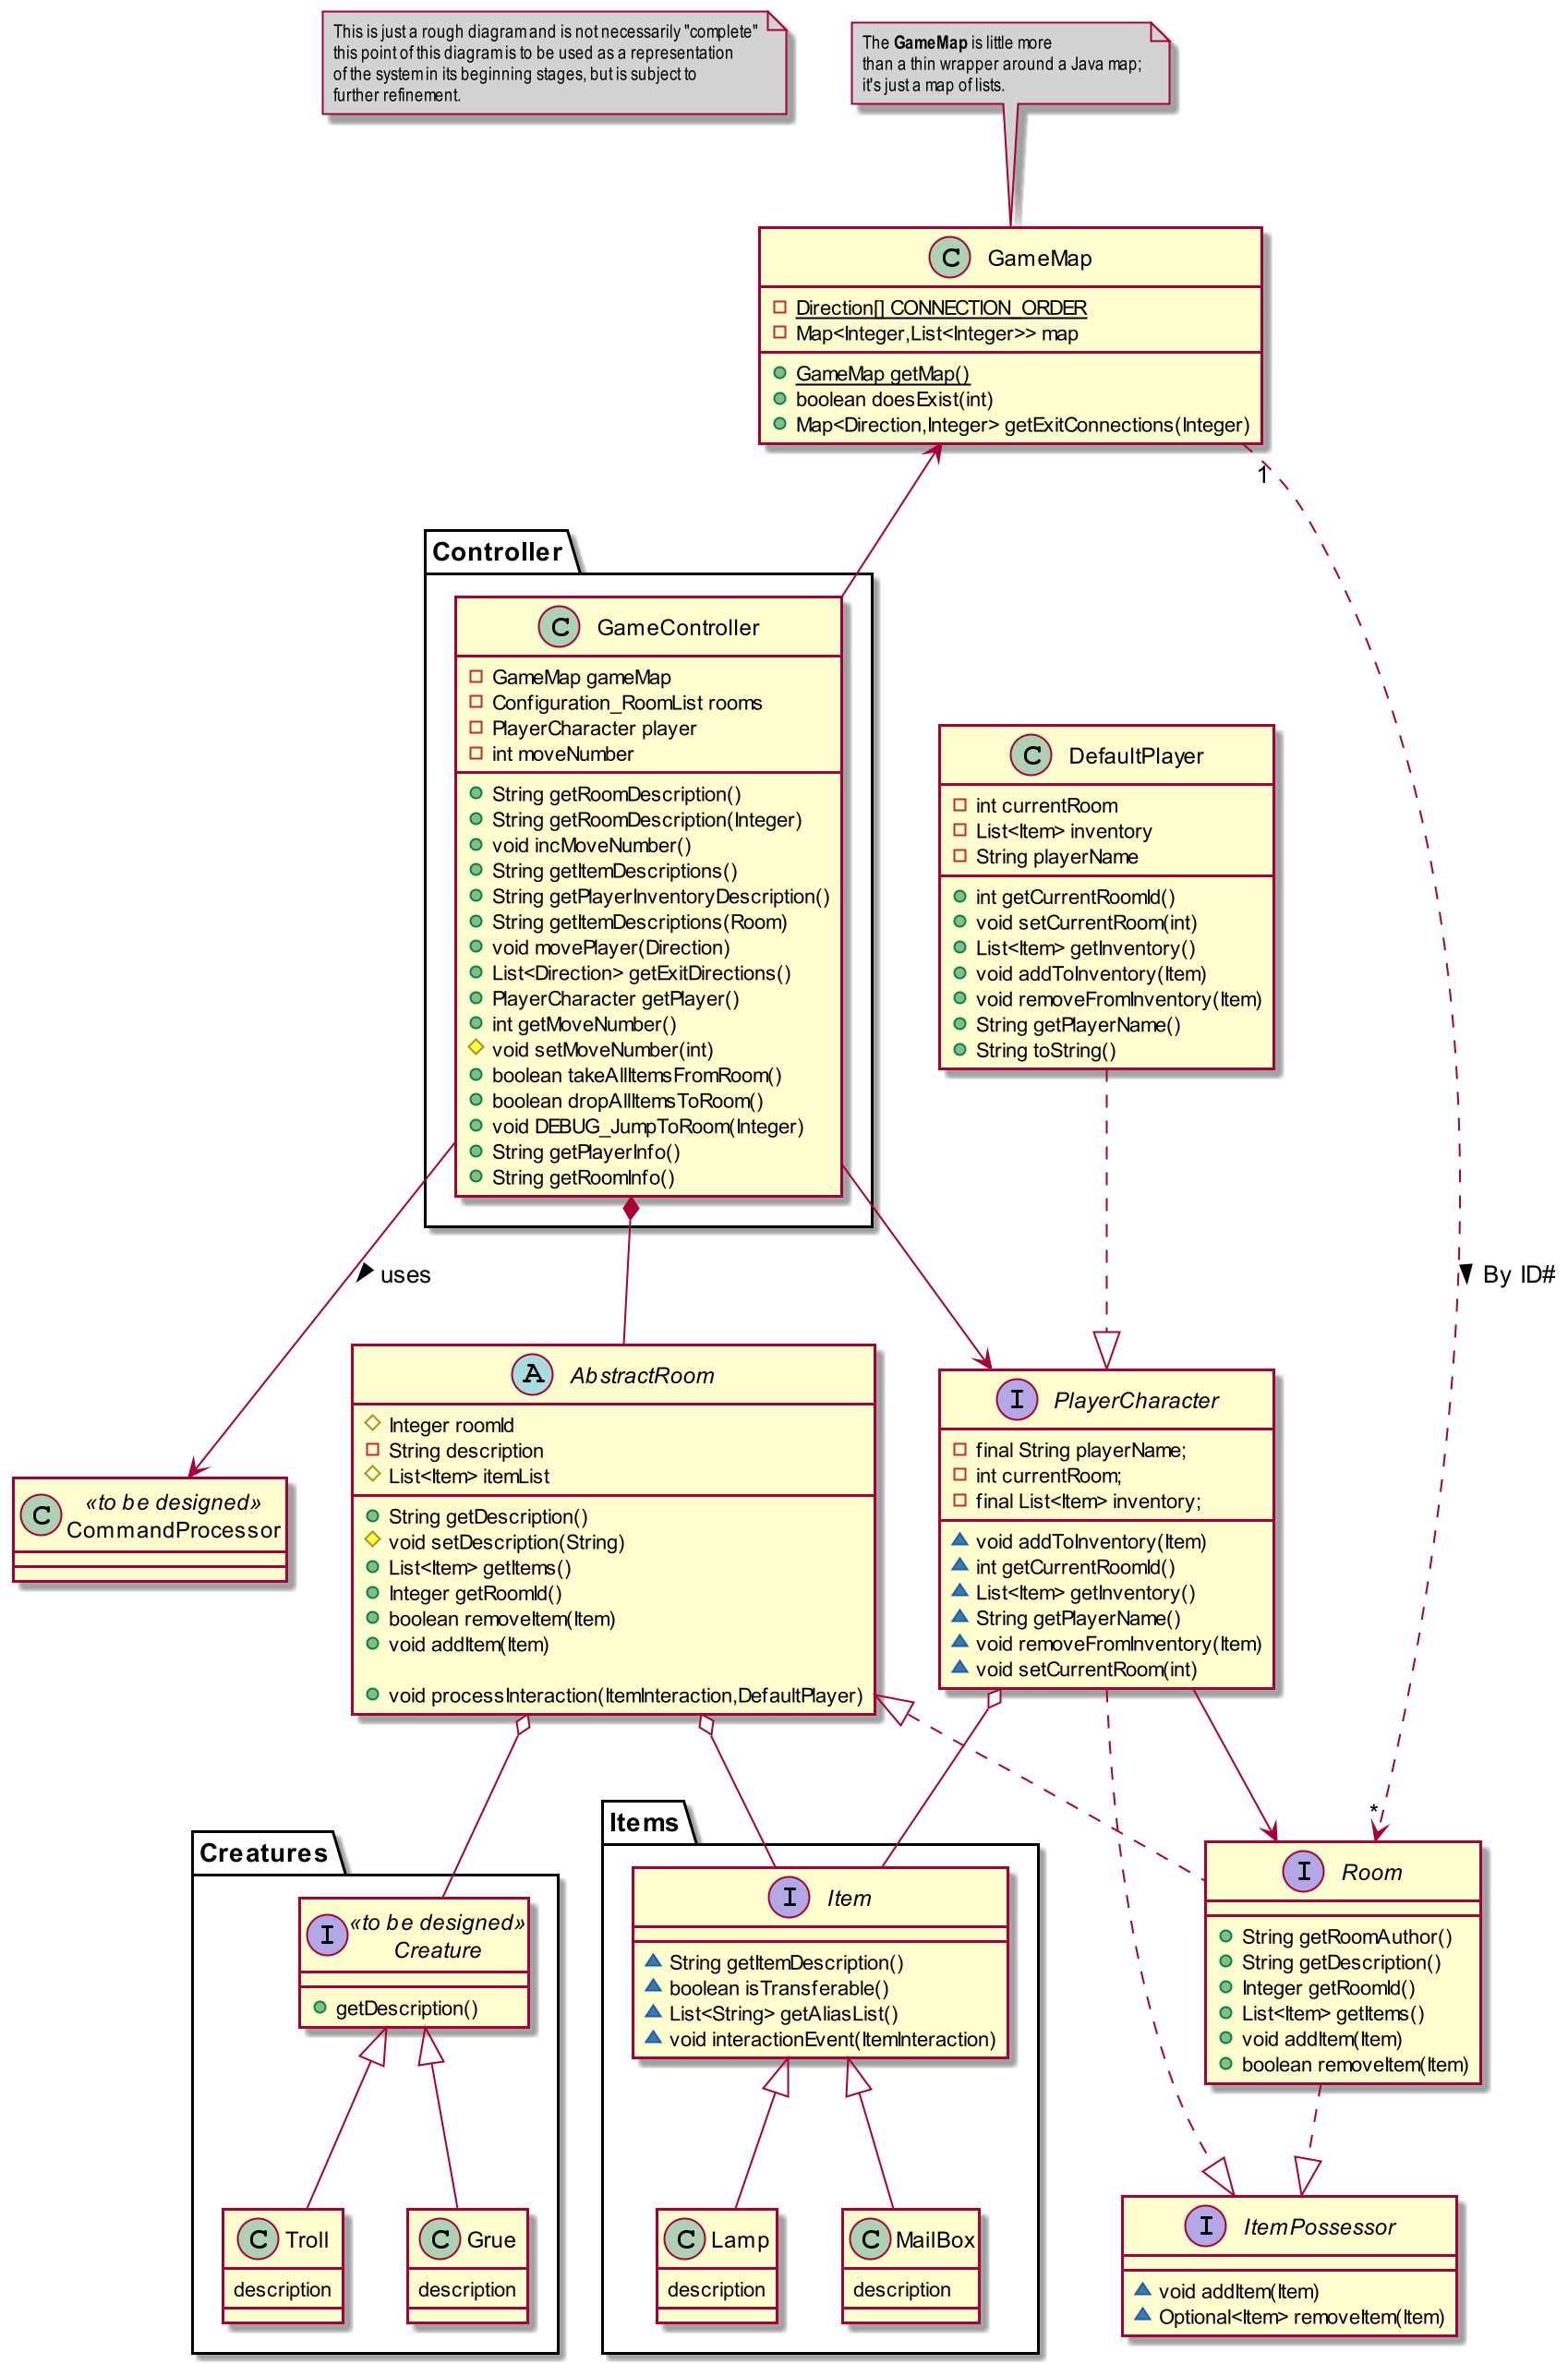 This is just a rough diagram and is not necessarily "complete"
this point of this diagram is to be used as a representation
of the system in its beginning stages, but is subject to
further refinement.
The GameMap is little more
than a thin wrapper around a Java map;
it's just a map of lists.
C GameMap
Direction[] CONNECTION_ORDER
Map<Integer,List<Integer>> map
GameMap getMap()
boolean doesExist(int)
Map<Direction,Integer> getExitConnections(Integer)
1
Controller
C GameController
GameMap gameMap
Configuration_RoomList rooms
PlayerCharacter player
int moveNumber
String getRoomDescription()
String getRoomDescription(Integer)
void incMoveNumber()
String getItemDescriptions()
String getPlayerInventoryDescription()
String getItemDescriptions(Room)
void movePlayer(Direction)
List<Direction> getExitDirections()
PlayerCharacter getPlayer()
int getMoveNumber()
void setMoveNumber(int)
boolean takeAllItemsFromRoom()
boolean dropAllItemsToRoom()
void DEBUG_JumpToRoom(Integer)
String getPlayerInfo()
String getRoomInfo()
C DefaultPlayer
int currentRoom
List<Item> inventory
String playerName
int getCurrentRoomId()
void setCurrentRoom(int)
List<Item> getInventory()
void addToInventory(Item)
void removeFromInventory(Item)
String getPlayerName()
String toString()
uses
By ID#
C «to be designed»
CommandProcessor
A AbstractRoom
Integer roomId
String description
List<Item> itemList
String getDescription()
void setDescription(String)
List<Item> getItems()
Integer getRoomId()
boolean removeItem(Item)
void addItem(Item)
void processInteraction(ItemInteraction,DefaultPlayer)
I PlayerCharacter
final String playerName;
int currentRoom;
final List<Item> inventory;
void addToInventory(Item)
int getCurrentRoomId()
List<Item> getInventory()
String getPlayerName()
void removeFromInventory(Item)
void setCurrentRoom(int)
*
Creatures
I «to be designed»
Creature
getDescription()
Items
I Item
String getItemDescription()
boolean isTransferable()
List<String> getAliasList()
void interactionEvent(ItemInteraction)
I Room
String getRoomAuthor()
String getDescription()
Integer getRoomId()
List<Item> getItems()
void addItem(Item)
boolean removeItem(Item)
C Troll
description
C Grue
description
C Lamp
description
C MailBox
description
I ItemPossessor
void addItem(Item)
Optional<Item> removeItem(Item)